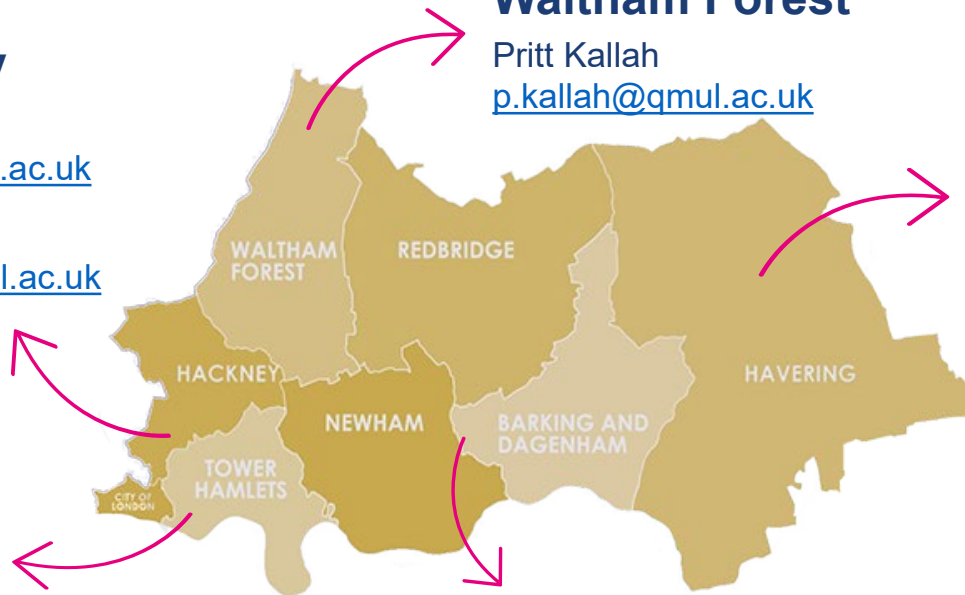 Waltham Forest
Pritt Kallah
p.kallah@qmul.ac.uk
.ac.uk
l.ac.uk
WALTHAM
FOREST
REDBRIDGE
HACKNEY
NEWHAM
BARKING AND
DAGENHAM
HAVERING
TOWER
HAMLETS
CITY OF
LONDON